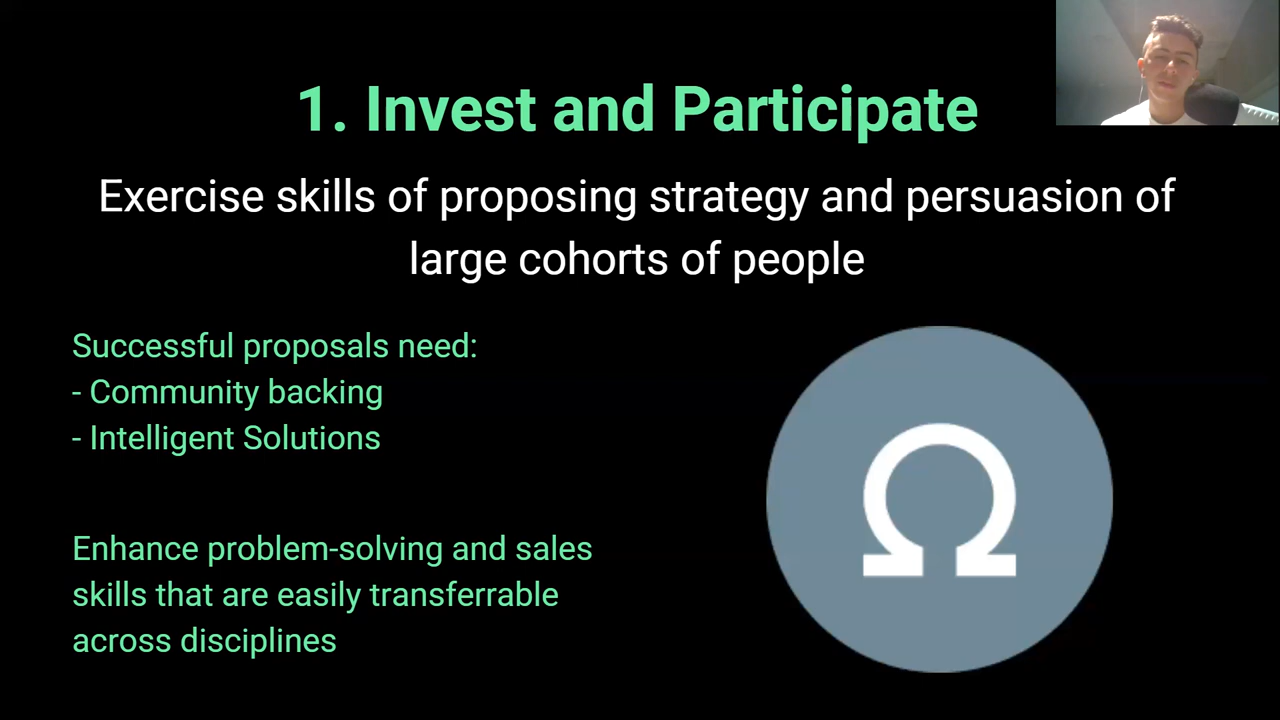 1. Invest and Participate
Exercise skills of proposing strategy and persuasion of
large cohorts of people
Successful proposals need:
- Community backing
- Intelligent Solutions
Enhance problem-solving and sales
skills that are easily transferrable
across disciplines
Ω